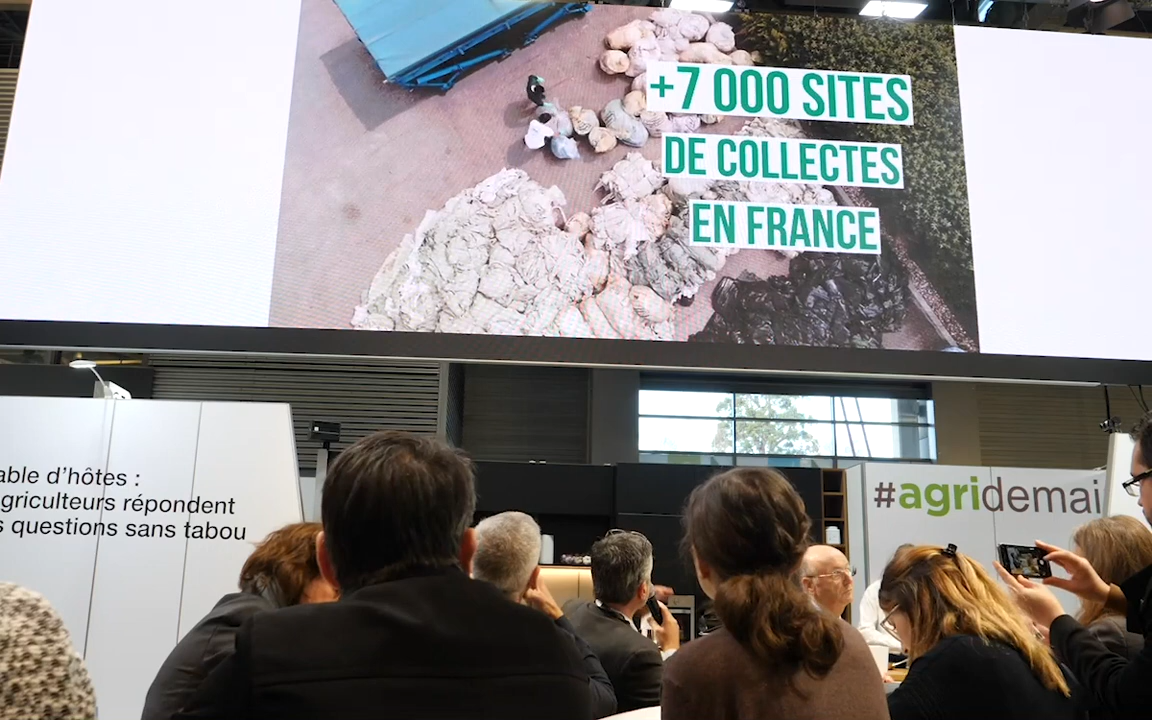 +7 000 SITES
DE COLLECTES
EN FRANCE
able d'hôtes :
griculteurs répondent
s questions sans tabou
#agridemai